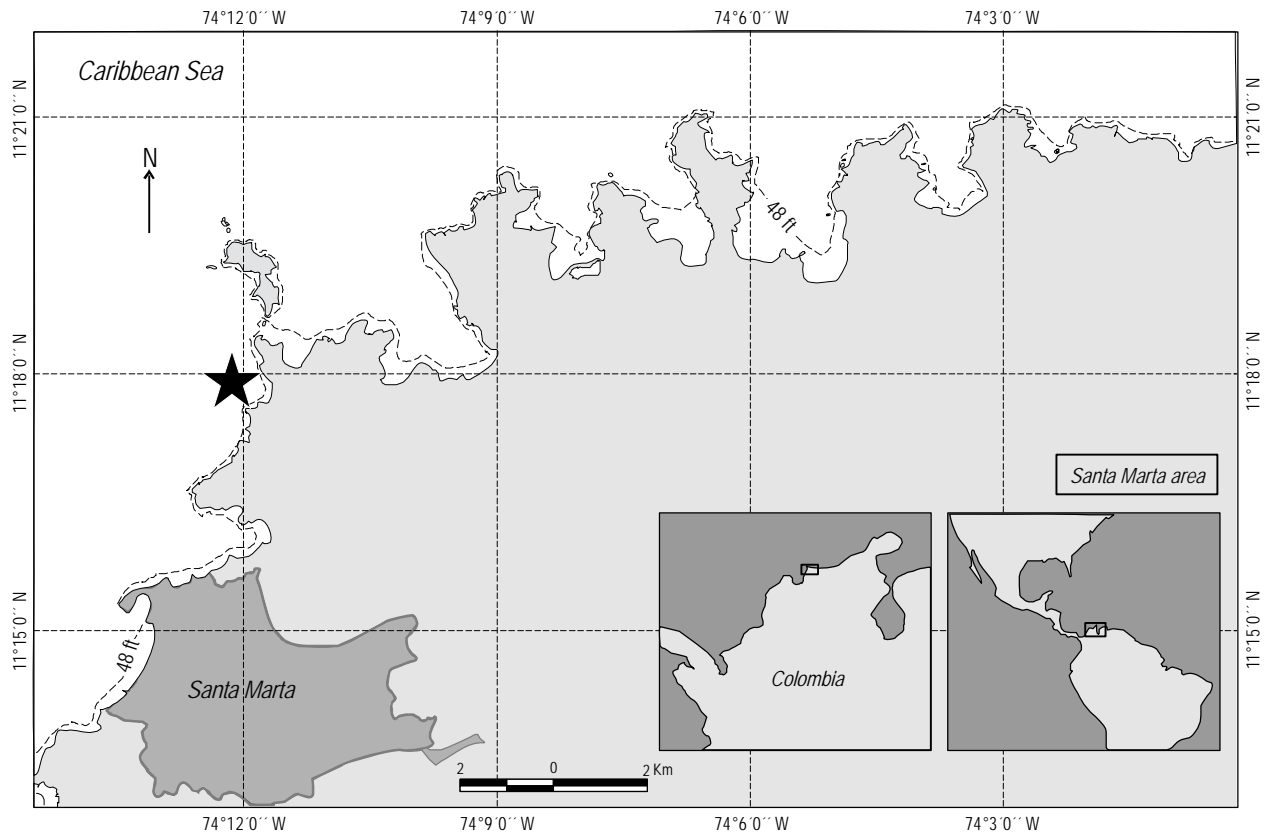 74°12´0´´ W 74°9´0´´ W 74°6´0´´ W 74°3´0´´ W
Caribbean Sea
11°21´0´´ N
11°21´0´´ N
N
48 ft
11°18´0´´ N
11°18´0´´ N
Santa Marta area
11°15´0´´ N
11°15´0´´ N
48 ft
Santa Marta
Colombia
2 0 2 Km
74°12´0´´ W 74°9´0´´ W 74°6´0´´ W 74°3´0´´ W